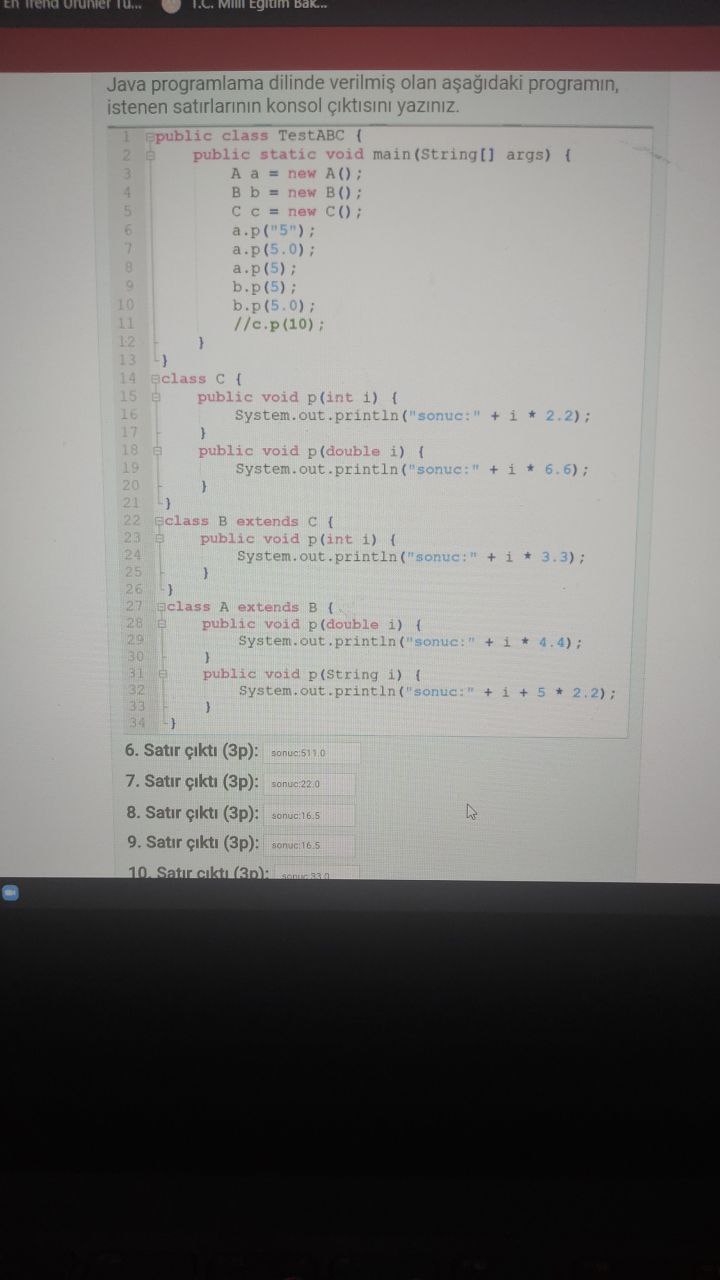 En Trend Ürünler Tü...
T.C. Millî Eğitim Bak...
Java programlama dilinde verilmiş olan aşağıdaki programın,
istenen satırlarının konsol çıktısını yazınız.
1 public class TestABC {
2 public static void main(String[] args) {
3 A a = new A();
4 B b = new B();
5 C c = new C();
6 a.p("5");
7 a.p(5.0);
8 a.p(5);
9 b.p(5);
10 b.p(5.0);
11 //c.p(10);
12 }
13 }
14 class C {
15 public void p(int i) {
16 System.out.println("sonuc:" + i * 2.2);
17 }
18 public void p(double i) {
19 System.out.println("sonuc:" + i * 6.6);
20 }
21 }
22 class B extends C {
23 public void p(int i) {
24 System.out.println("sonuc:" + i * 3.3);
25 }
26 }
27 class A extends B {
28 public void p(double i) {
29 System.out.println("sonuc:" + i * 4.4);
30 }
31 public void p(String i) {
32 System.out.println("sonuc:" + i + 5 * 2.2);
33 }
34 }
6. Satır çıktı (3p): sonuc:511.0
7. Satır çıktı (3p): sonuc:22.0
8. Satır çıktı (3p): sonuc:16.5
9. Satır çıktı (3p): sonuc:16.5
10. Satır çıktı (3p): sonuc:33.0